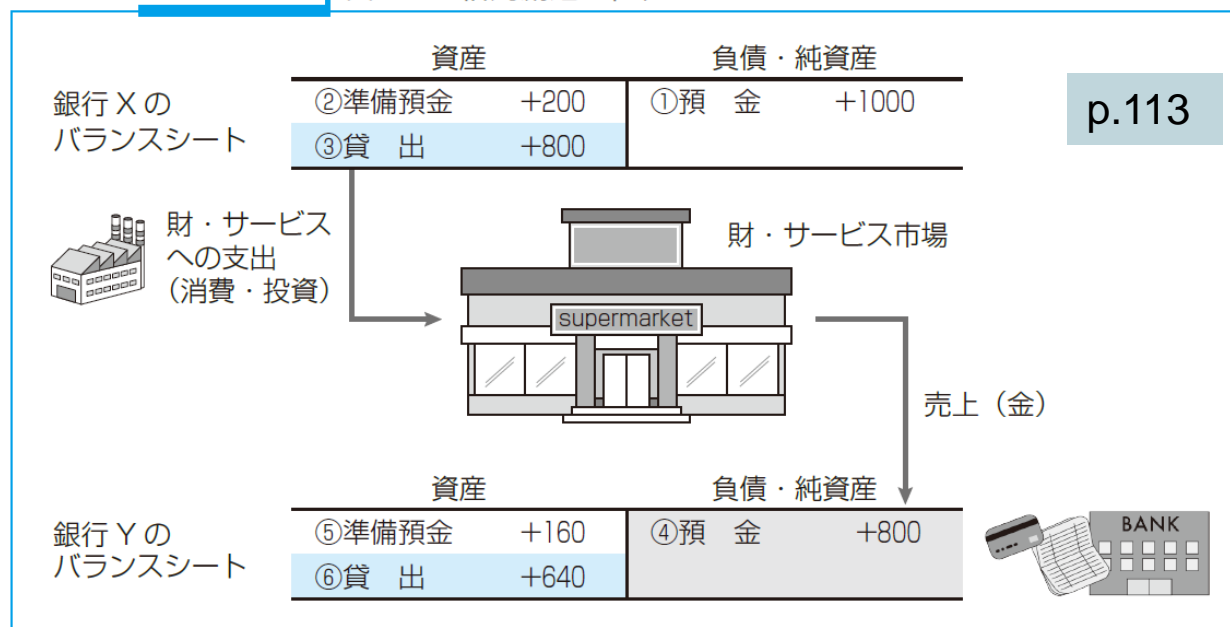 資産 負債・純資産
銀行Xの
バランスシート
②準備預金 +200 ①預 金 +1000
③貸 出 +800
p.113
財・サービス
への支出
(消費・投資)
財・サービス市場
supermarket
売上(金)
資産 負債・純資産
銀行Yの
バランスシート
⑤準備預金 +160 ④預 金 +800
⑥貸 出 +640
BANK